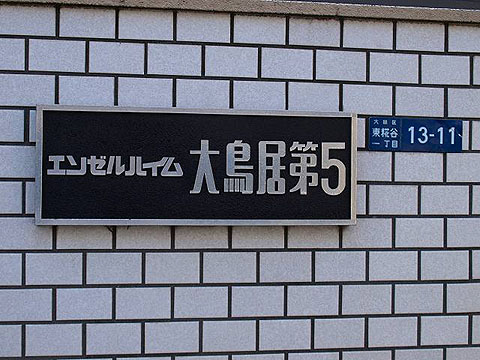 エンゼルハイム 大鳥居第5
大田区
東糀谷
一丁目
13-11